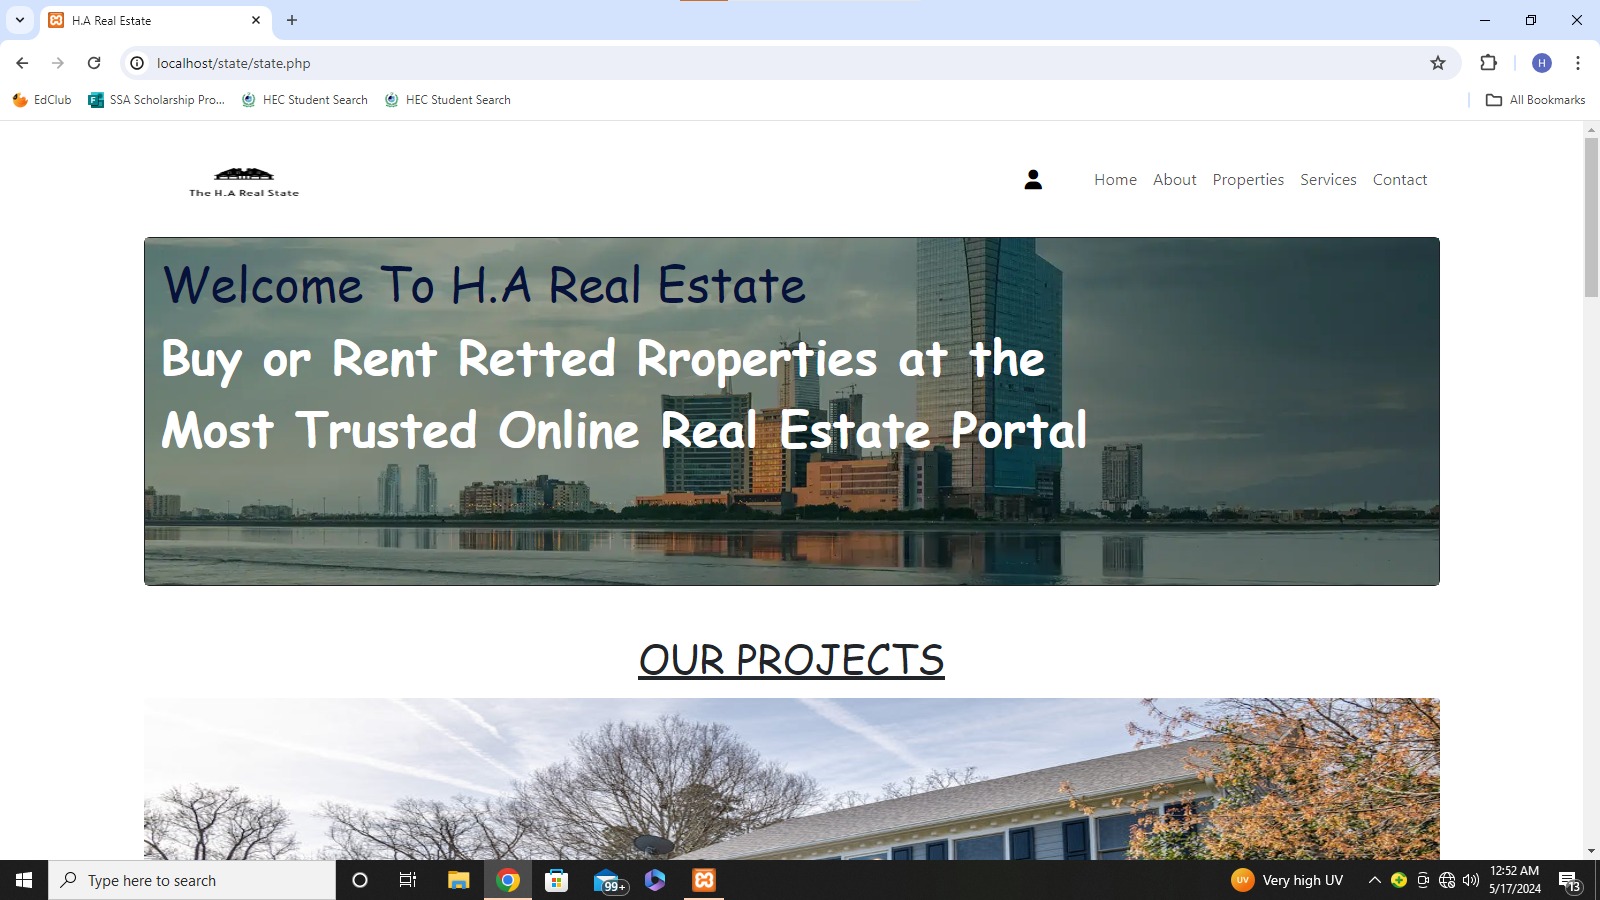 H.A Real Estate
localhost/state/state.php
H
EdClub
SSA Scholarship Pro...
HEC Student Search
HEC Student Search
All Bookmarks
The H.A Real State
Home About Properties Services Contact
Welcome To H.A Real Estate
Buy or Rent Retted Rroperties at the
Most Trusted Online Real Estate Portal
OUR PROJECTS
Type here to search
99+
UV
Very high UV
12:52 AM
5/17/2024
13